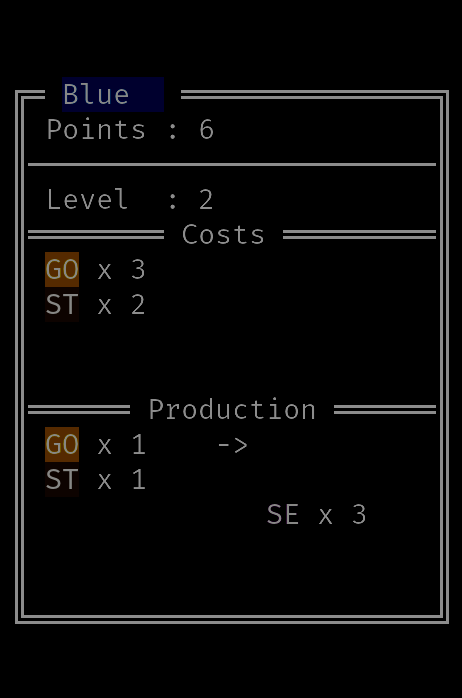 Blue
Points : 6
Level  : 2
Costs
GO x 3
ST x 2
Production
GO x 1    ->
ST x 1
SE x 3